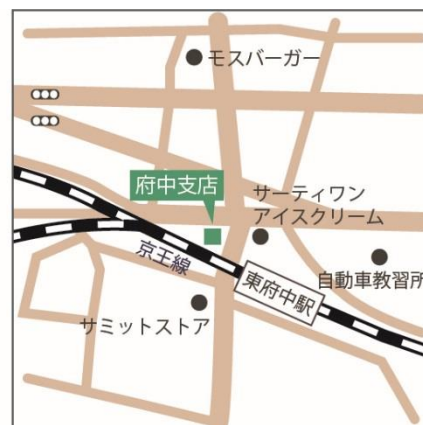 モスバーガー
府中支店
サーティワン
アイスクリーム
京王線
自動車教習所
東府中駅
サミットストア